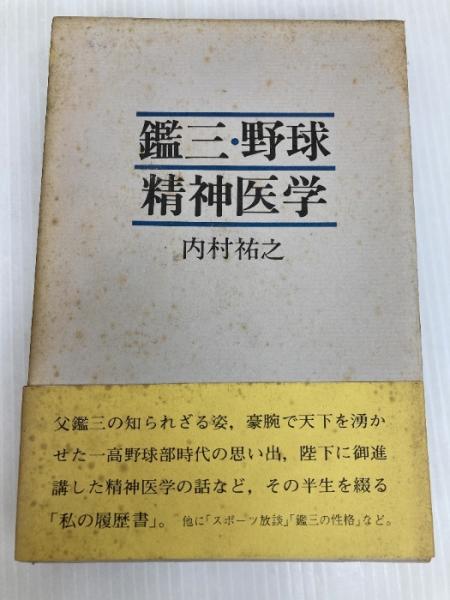 鑑三・野球
精神医学
内村祐之
父鑑三の知られざる姿，豪腕で天下を湧か
せた一高野球部時代の思い出，陛下に御進
講した精神医学の話など，その半生を綴る
「私の履歴書」。 他に「スポーツ放談」「鑑三の性格」など。